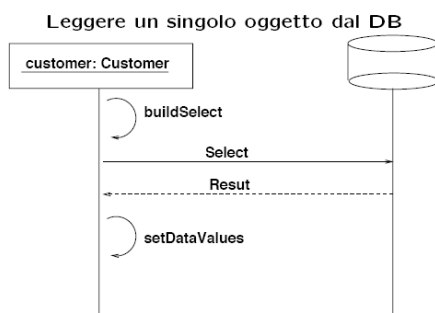 Leggere un singolo oggetto dal DB
customer: Customer
buildSelect
Select
Resut
setDataValues